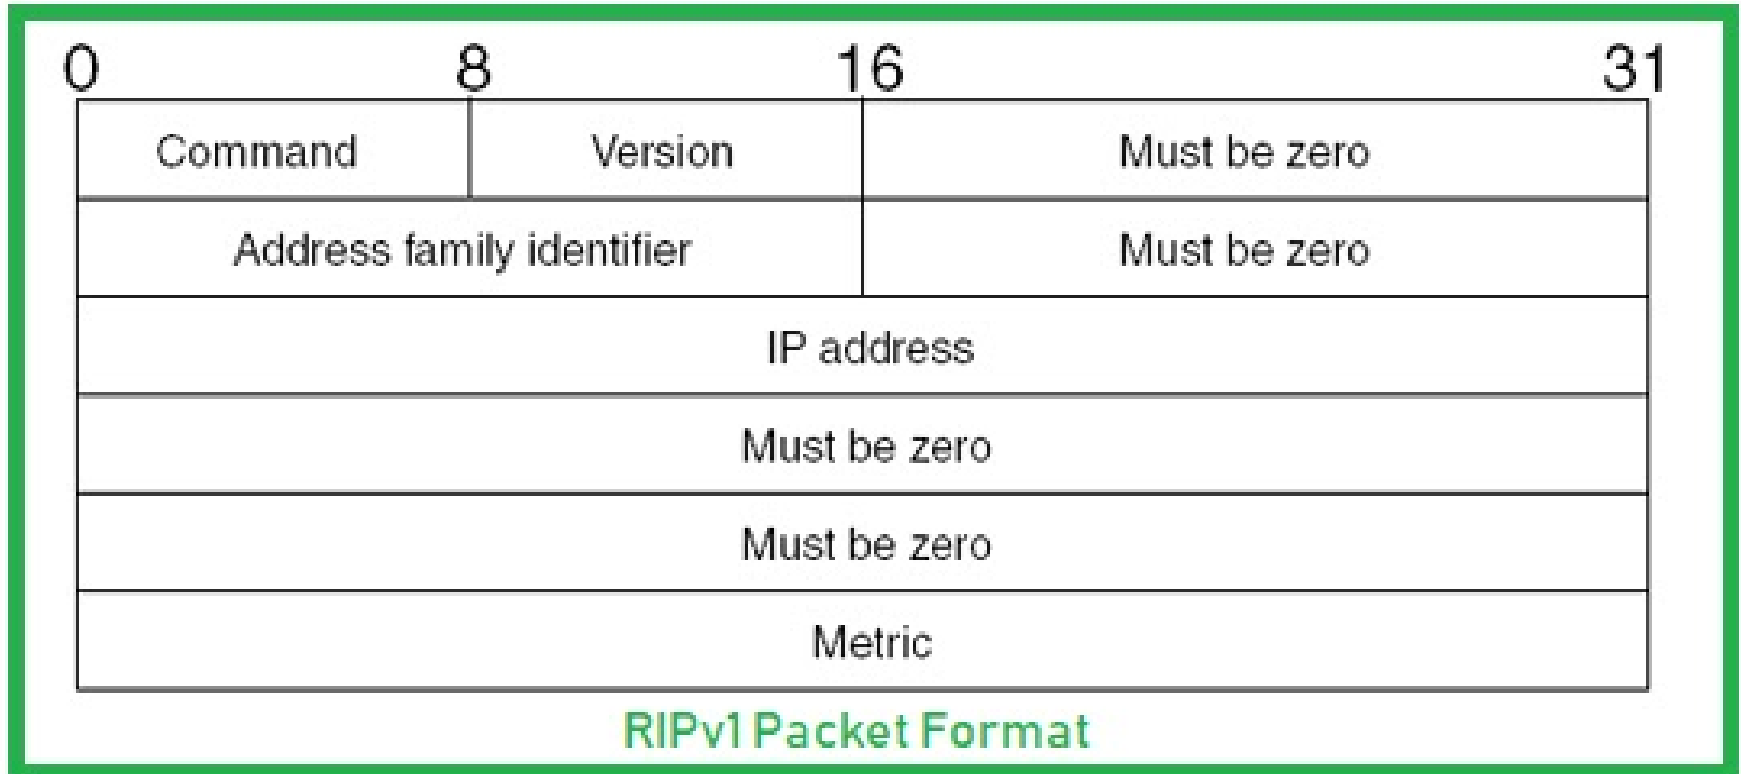 0 8 16 31
Command Version Must be zero
Address family identifier Must be zero
IP address
Must be zero
Must be zero
Metric
RIPv1 Packet Format